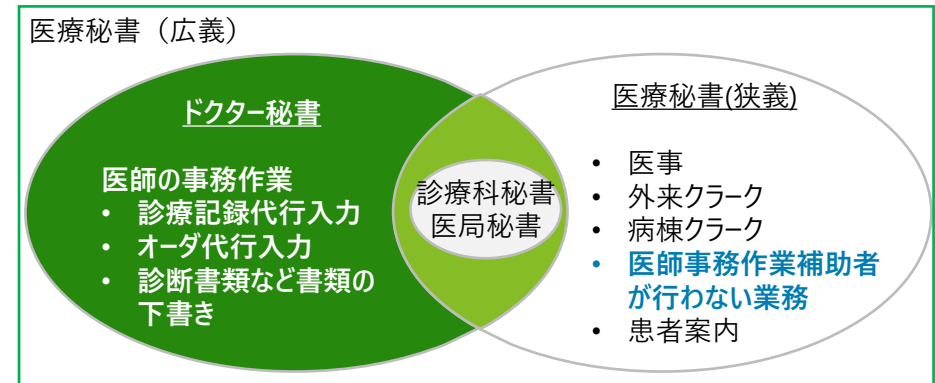 医療秘書（広義）
ドクター秘書
医師の事務作業
• 診療記録代行入力
• オーダ代行入力
• 診断書類など書類の
下書き
診療科秘書
医局秘書
医療秘書(狭義)
• 医事
• 外来クラーク
• 病棟クラーク
• 医師事務作業補助者
が行わない業務
• 患者案内